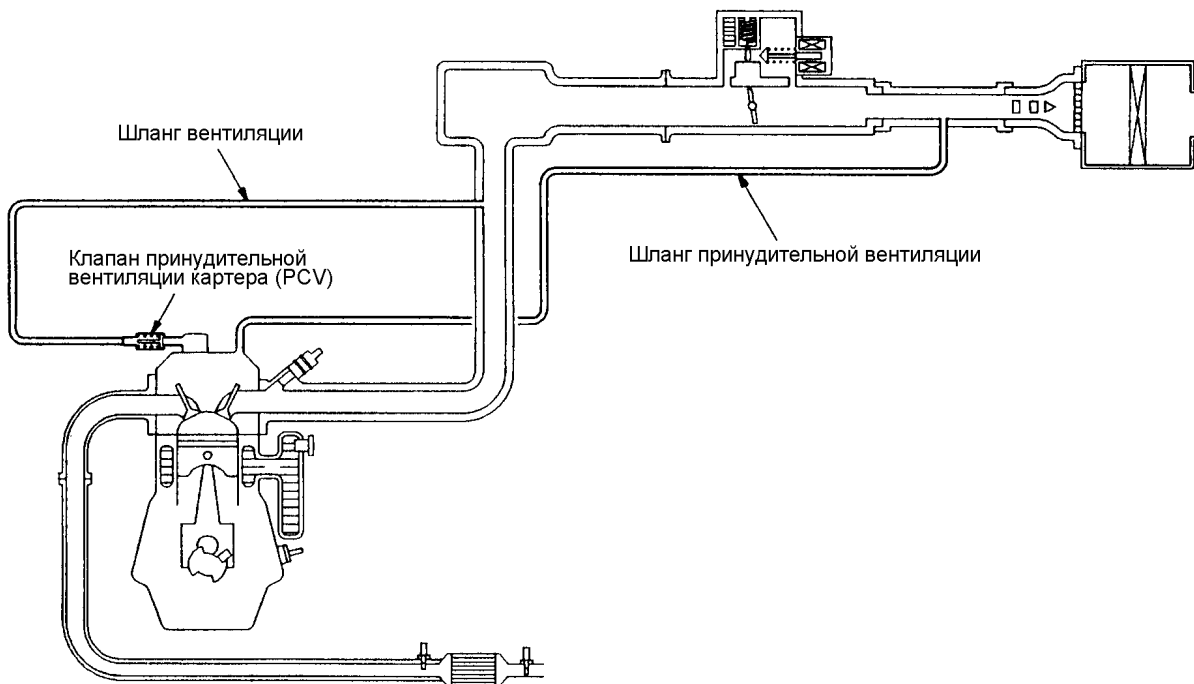 Шланг вентиляции
Клапан принудительной
вентиляции картера (PCV)
Шланг принудительной вентиляции